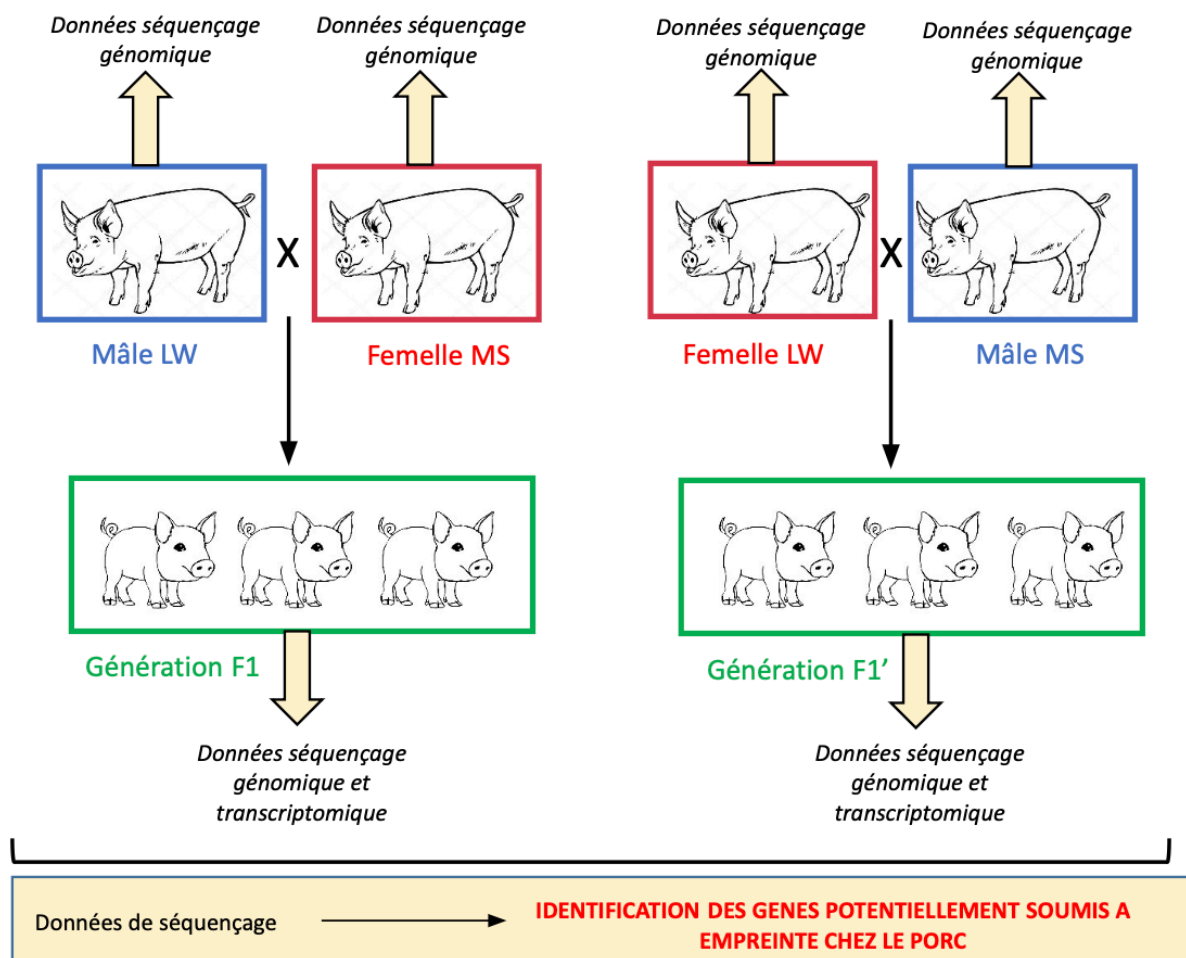 Données séquençage
génomique
Données séquençage
génomique
Données séquençage
génomique
Données séquençage
génomique
X
X
Mâle LW
Femelle MS
Femelle LW
Mâle MS
Génération F1
Génération F1’
Données séquençage
génomique et
transcriptomique
Données séquençage
génomique et
transcriptomique
Données de séquençage
IDENTIFICATION DES GENES POTENTIELLEMENT SOUMIS A
EMPREINTE CHEZ LE PORC